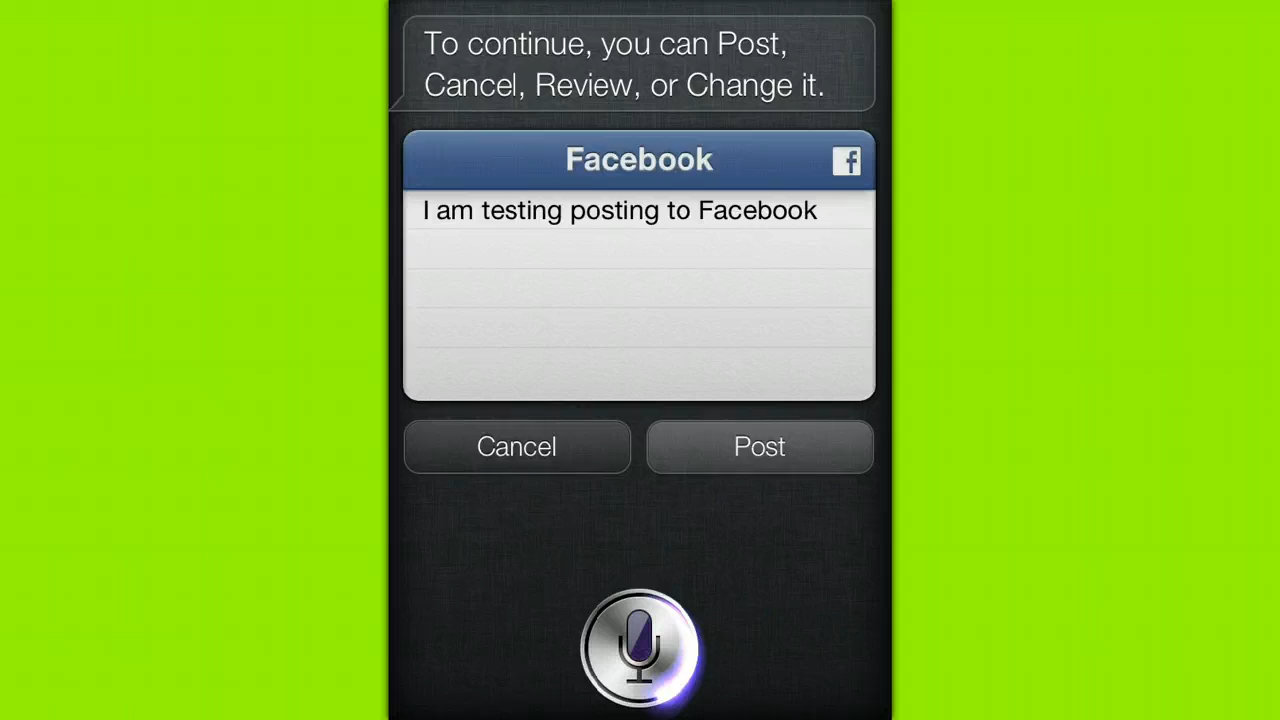 To continue, you can Post,
Cancel, Review, or Change it.
Facebook f
I am testing posting to Facebook
Cancel Post